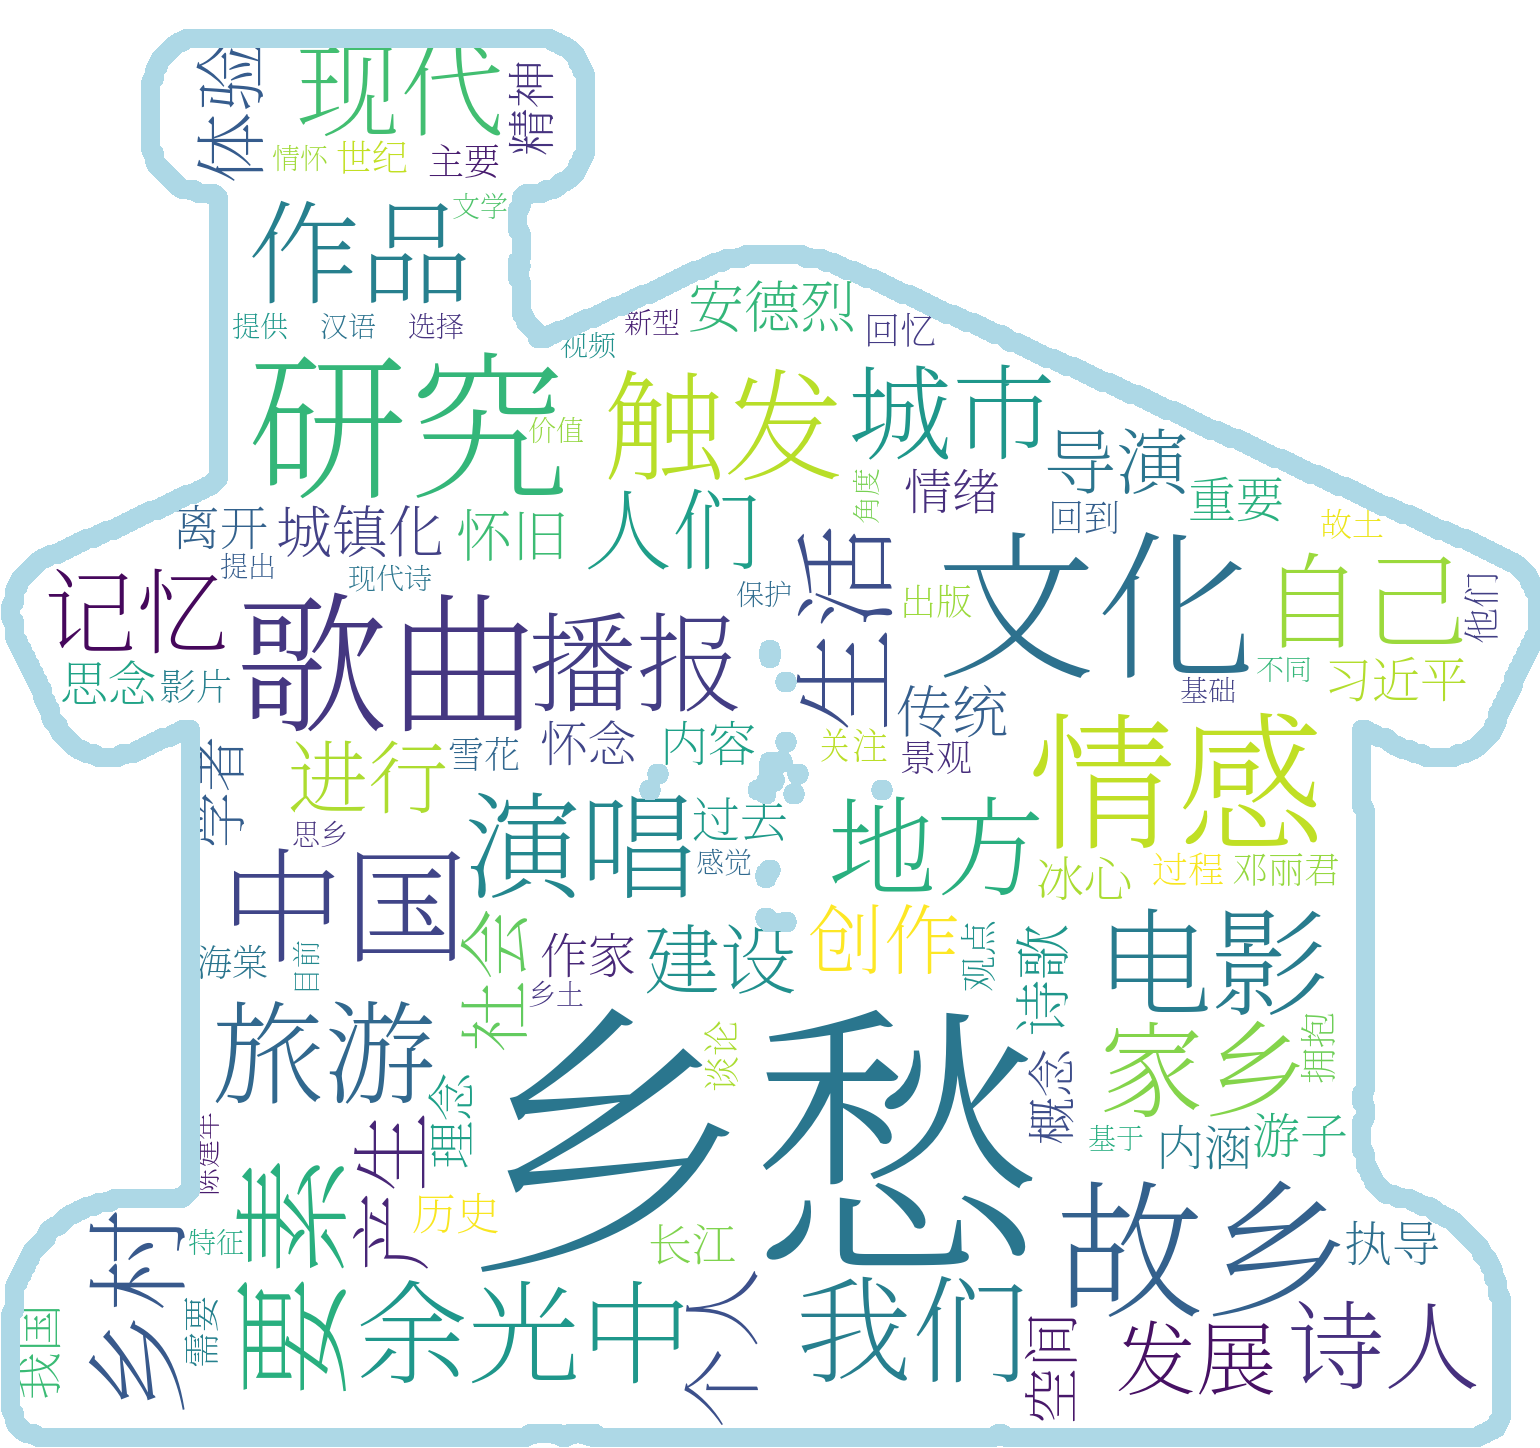 体验
现代
精神
情怀
世纪
主要
文学
作品
提供
汉语
选择
视频
新型
安德烈
回忆
研究
价值
触发
城市
导演
角度
情绪
回到
重要
故土
离开
城镇化
怀旧
人们
提出
现代诗
保护
生活
出版
文化
自己
他们
记忆
歌曲
播报
不同
习近平
基础
思念
影片
传统
怀念
内容
关注
景观
情感
学者
进行
雪花
思乡
演唱
过去
感觉
地方
冰心
过程
邓丽君
中国
社会
作家
建设
创作
观点
诗歌
电影
海棠
目前
乡土
旅游
乡愁
谈论
概念
家乡
拥抱
理念
产生
基于
内涵
游子
陈建年
要素
历史
乡村
特征
长江
故乡
执导
我国
需要
余光中
个人
我们
空间
发展
诗人